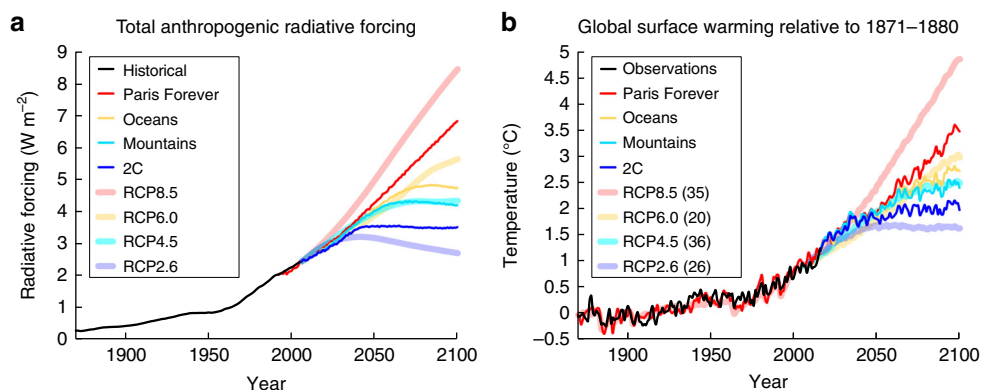 a Total anthropogenic radiative forcing
9
8
7
6
5
4
3
2
1
0
Radiative forcing (W m−2)
Historical
Paris Forever
Oceans
Mountains
2C
RCP8.5
RCP6.0
RCP4.5
RCP2.6
1900 1950 2000 2050 2100
Year
b Global surface warming relative to 1871–1880
5
4.5
4
3.5
3
2.5
2
1.5
1
0.5
0
−0.5
Temperature (°C)
Observations
Paris Forever
Oceans
Mountains
2C
RCP8.5 (35)
RCP6.0 (20)
RCP4.5 (36)
RCP2.6 (26)
1900 1950 2000 2050 2100
Year